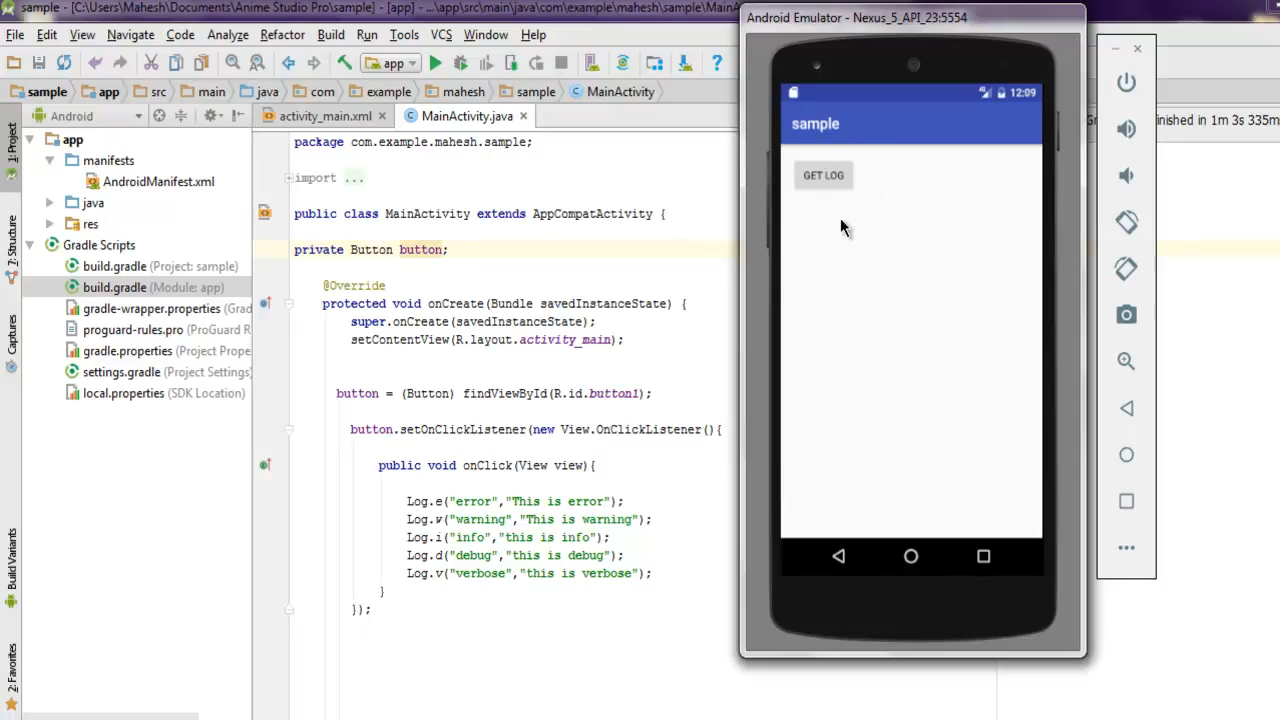 sample - [C:\Users\Mahesh\Documents\Anime Studio Pro\sample] - [app] - ...\app\src\main\java\com\example\mahesh\sample\MainA
File Edit View Navigate Code Analyze Refactor Build Run Tools VCS Window Help
app
sample app src main java com example mahesh sample MainActivity
Android
activity_main.xml MainActivity.java
1: Project
7: Structure
Captures
Build Variants
2: Favorites
app
manifests
AndroidManifest.xml
java
res
Gradle Scripts
build.gradle (Project: sample)
build.gradle (Module: app)
gradle-wrapper.properties (Grad
proguard-rules.pro (ProGuard R
gradle.properties (Project Prope
settings.gradle (Project Settings)
local.properties (SDK Location)
package com.example.mahesh.sample;
import ...
public class MainActivity extends AppCompatActivity {
private Button button;
@Override
protected void onCreate(Bundle savedInstanceState) {
super.onCreate(savedInstanceState);
setContentView(R.layout.activity_main);
button = (Button) findViewById(R.id.button1);
button.setOnClickListener(new View.OnClickListener(){
public void onClick(View view){
Log.e("error","This is error");
Log.w("warning","This is warning");
Log.i("info","this is info");
Log.d("debug","this is debug");
Log.v("verbose","this is verbose");
}
});
Android Emulator - Nexus_5_API_23:5554
4G 12:09
sample
GET LOG
inished in 1m 3s 335m